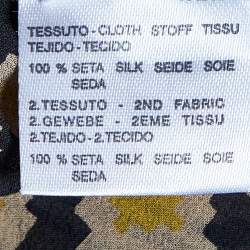 TESSUTO-CLOTH STOFF TISSU
TEJIDO-TECIDO
100 % SETA SILK SEIDE SOIE
SEDA
2.TESSUTO - 2ND FABRIC
2.GEWEBE - 2EME TISSU
2.TEJIDO-2.TECIDO
100 % SETA SILK SEIDE SOIE
SEDA